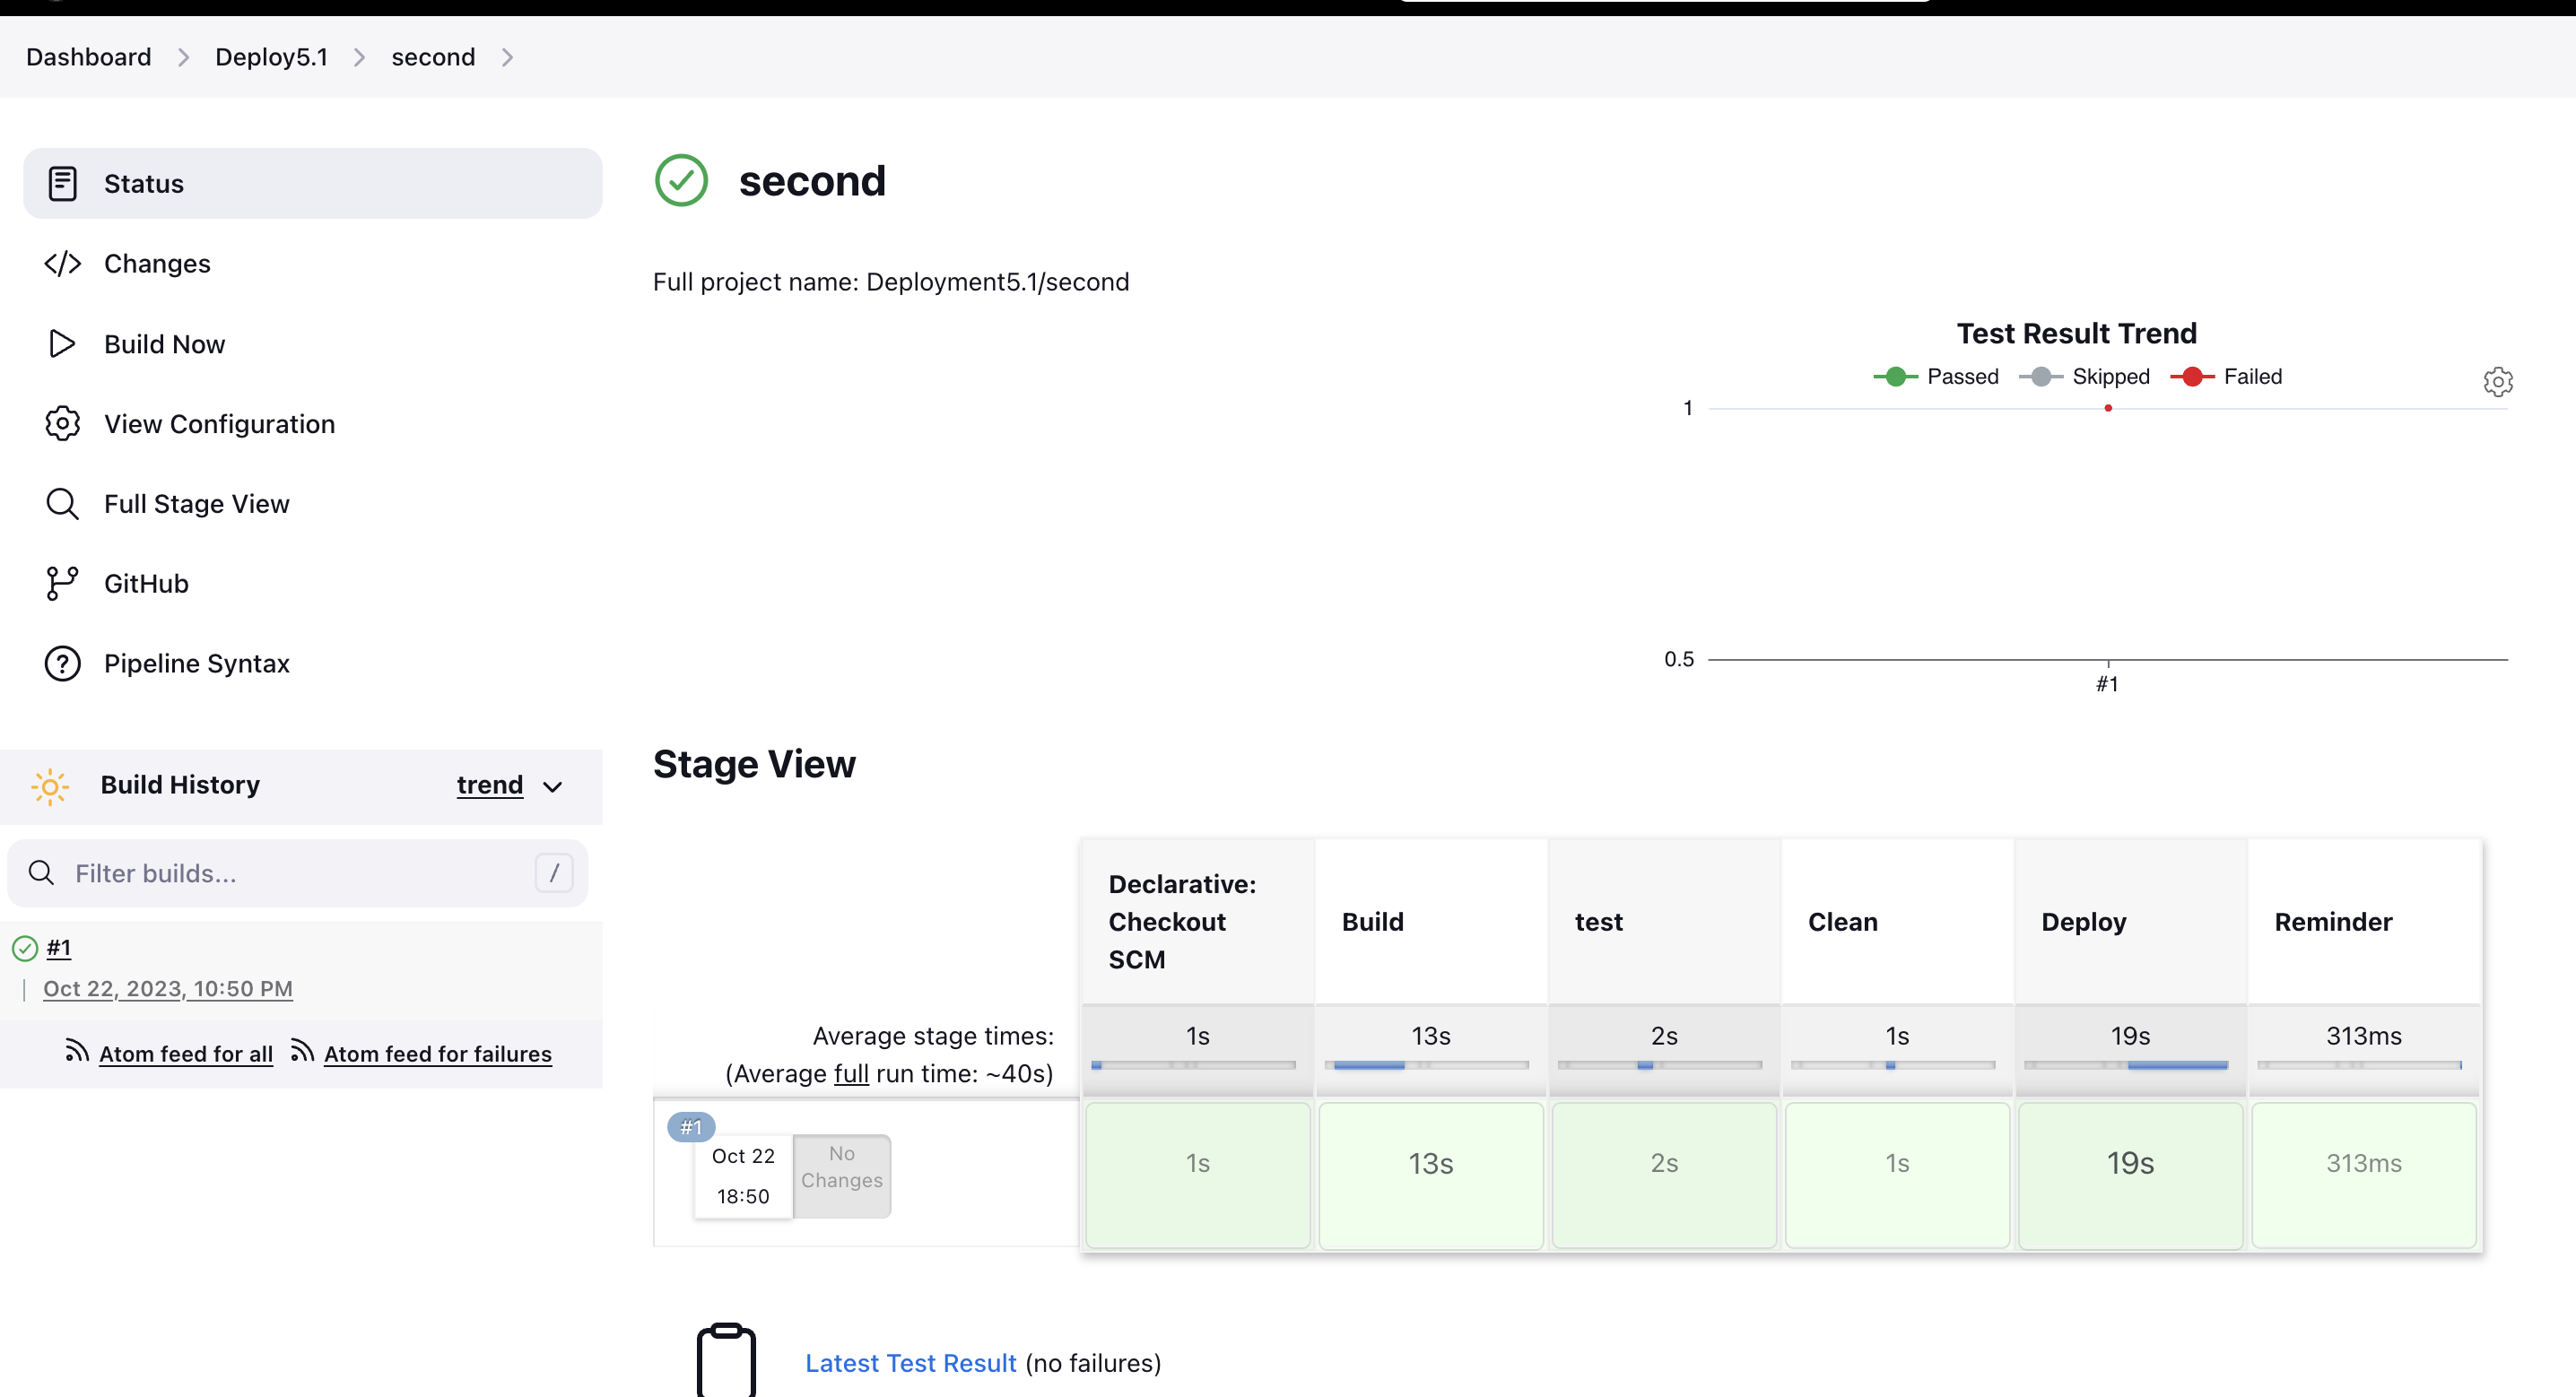 Dashboard > Deploy5.1 > second >
Status
Changes
Build Now
View Configuration
Full Stage View
GitHub
Pipeline Syntax
Build History
trend
Filter builds...
/
#1
Oct 22, 2023, 10:50 PM
Atom feed for all
Atom feed for failures
second
Full project name: Deployment5.1/second
Test Result Trend
Passed
Skipped
Failed
1
0.5
#1
Stage View
Declarative:
Checkout
SCM
Build
test
Clean
Deploy
Reminder
Average stage times:
(Average full run time: ~40s)
1s
13s
2s
1s
19s
313ms
#1
Oct 22
18:50
No
Changes
1s
13s
2s
1s
19s
313ms
Latest Test Result (no failures)